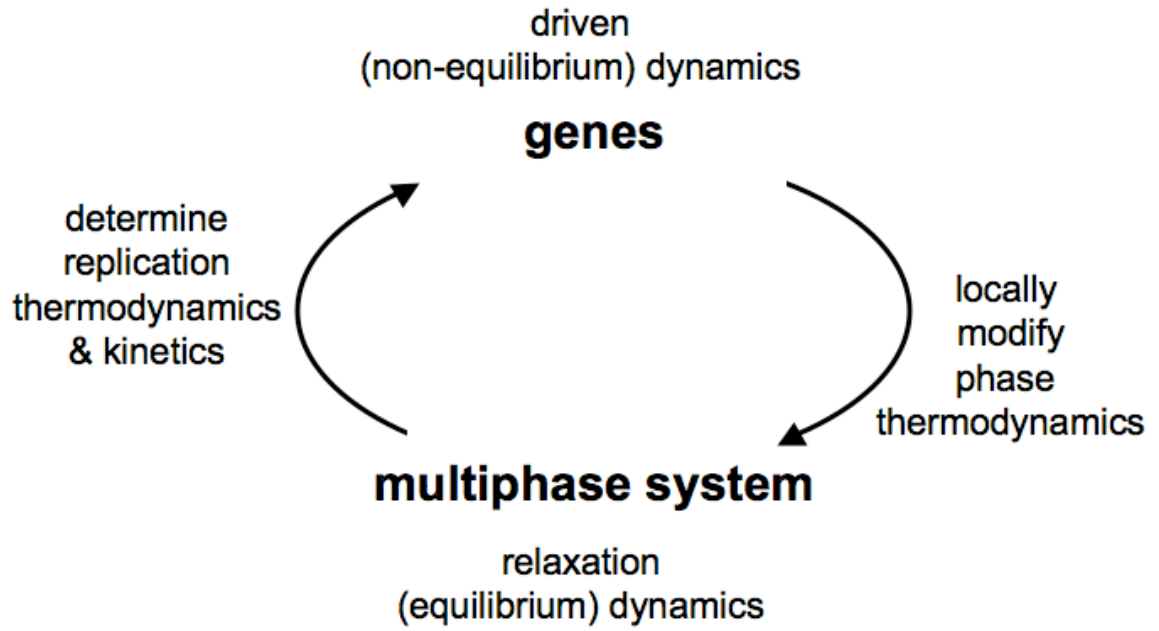 driven
(non-equilibrium) dynamics
genes
determine
replication
thermodynamics
& kinetics
locally
modify
phase
thermodynamics
multiphase system
relaxation
(equilibrium) dynamics